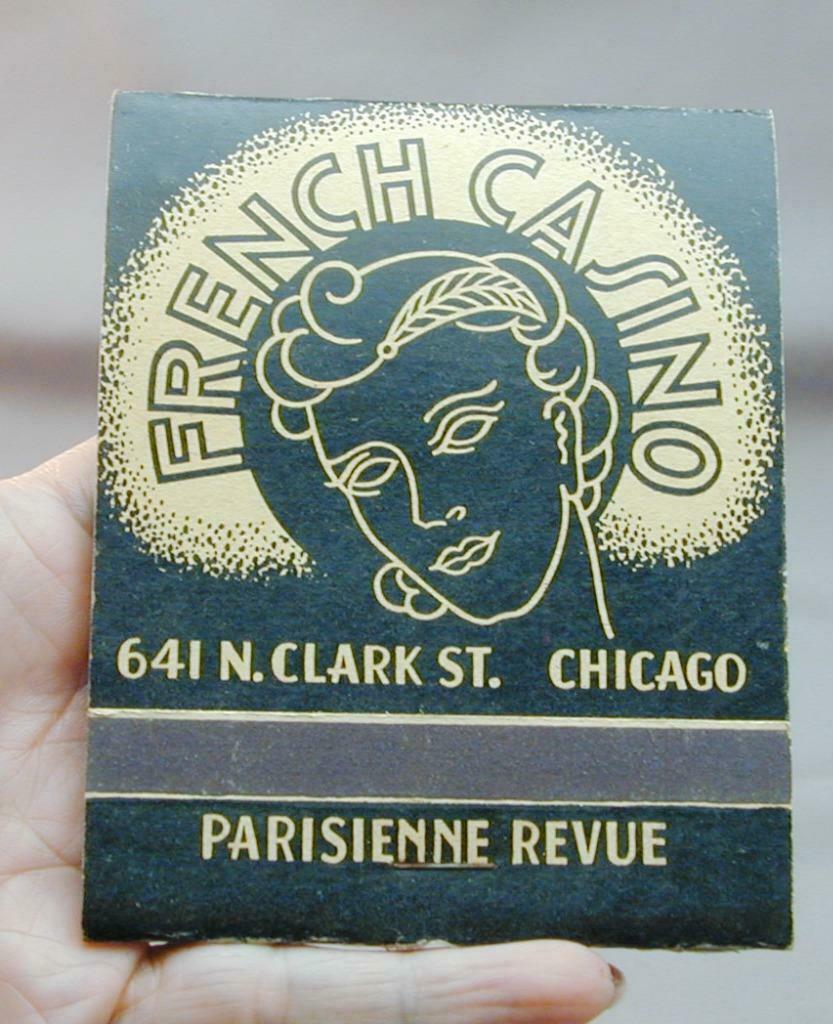 FRENCH CASINO
641 N. CLARK ST. CHICAGO
PARISIENNE REVUE